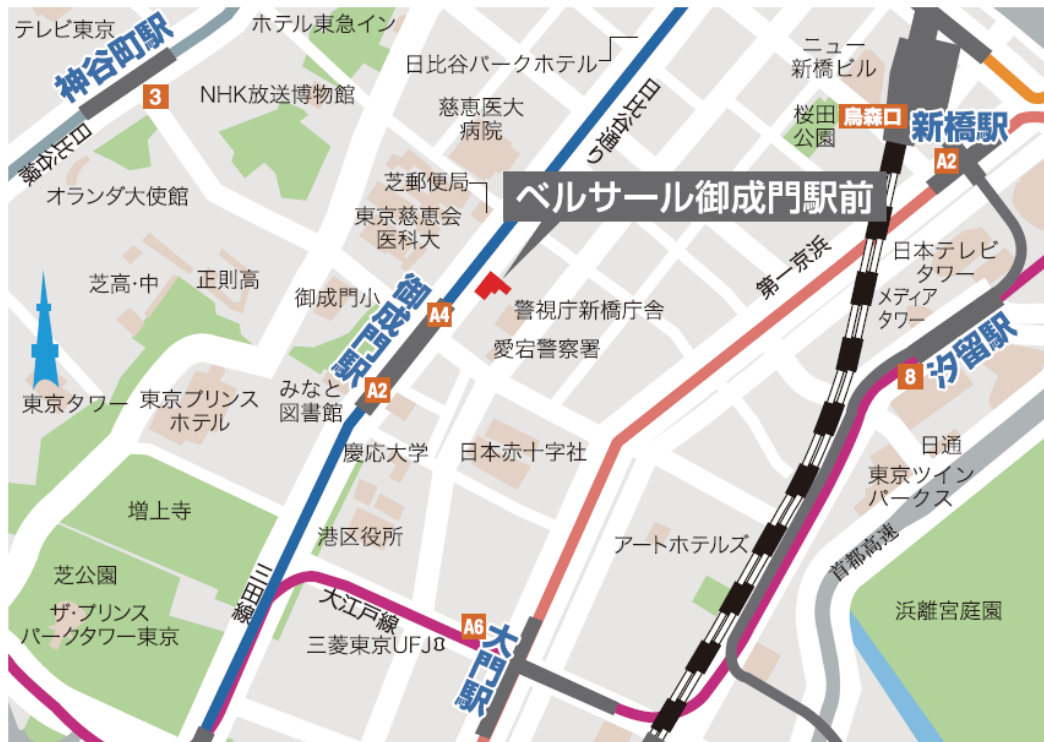 テレビ東京
ホテル東急イン
神谷町駅
3
NHK放送博物館
日比谷線
オランダ大使館
日比谷パークホテル
慈恵医大
病院
日比谷通り
ニュー
新橋ビル
桜田
公園
烏森口
新橋駅
A2
芝郵便局
東京慈恵会
医科大
ベルサール御成門駅前
第一京浜
日本テレビ
タワー
メディア
タワー
汐留駅
8
芝高・中
正則高
御成門小
A4
御成門駅
A2
警視庁新橋庁舎
愛宕警察署
東京タワー
東京プリンス
ホテル
みなと
図書館
慶応大学
日本赤十字社
日通
東京ツイン
パークス
首都高速
増上寺
港区役所
アートホテルズ
芝公園
ザ・プリンス
パークタワー東京
三田線
大江戸線
三菱東京UFJ
A6
大門駅
浜離宮庭園